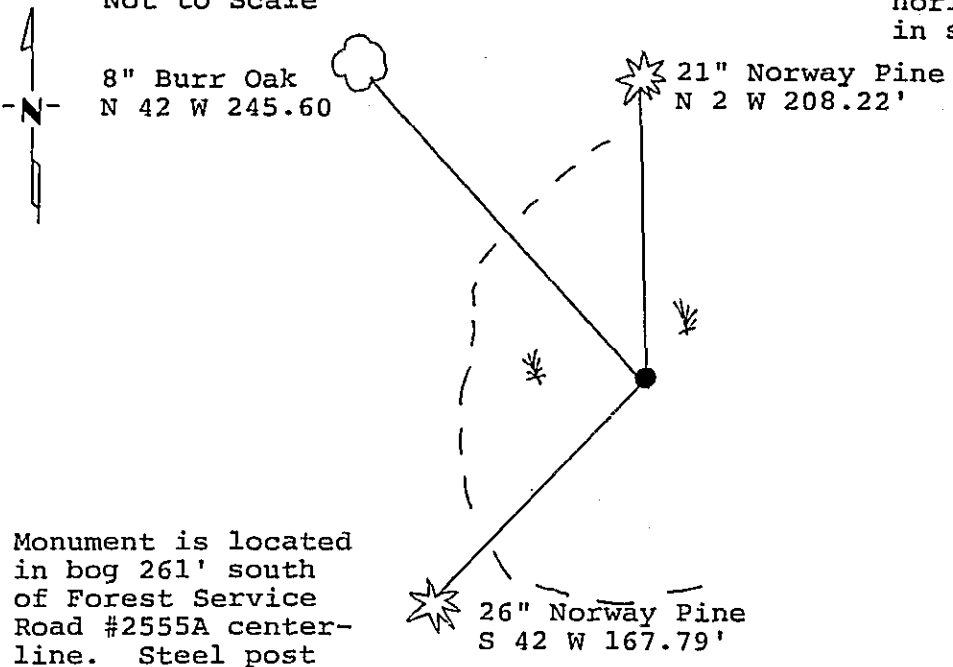 Not to Scale
in s
8" Burr Oak
N 42 W 245.60
21" Norway Pine
N 2 W 208.22'
-N-
Monument is located
in bog 261' south
of Forest Service
Road #2555A center-
line. Steel post
26" Norway Pine
S 42 W 167.79'